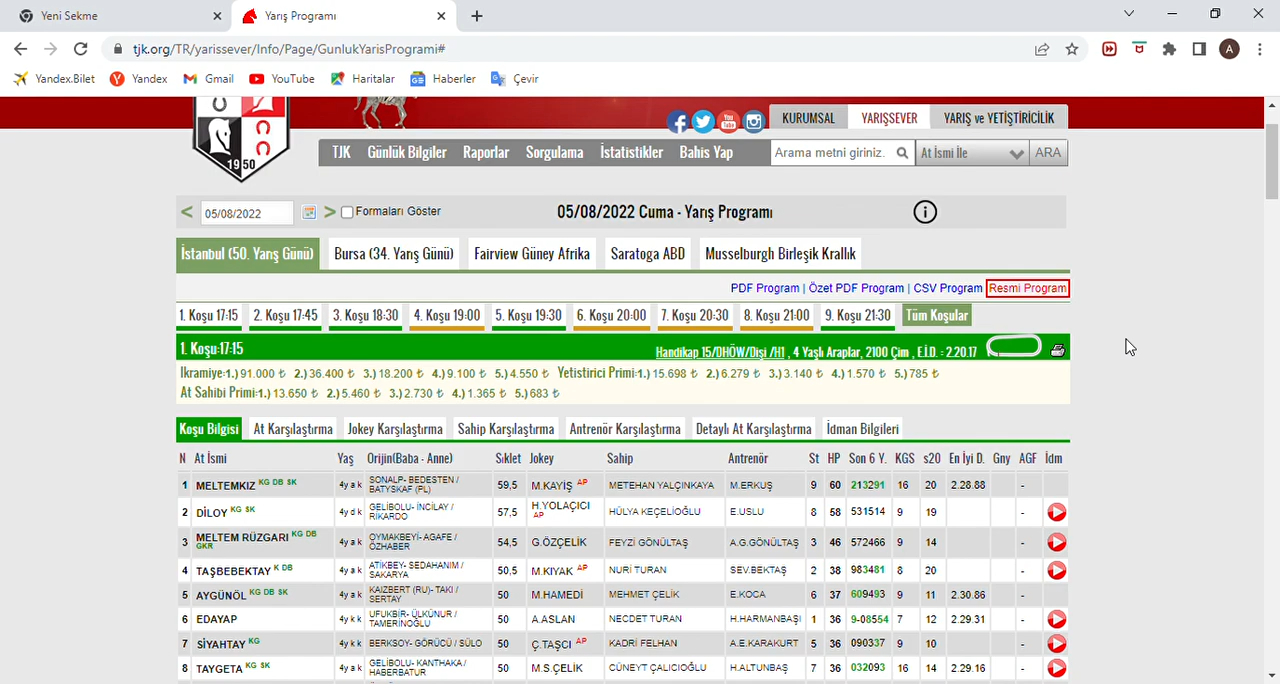 Yeni Sekme
Yarış Programı
tjk.org/TR/yarissever/Info/Page/GunlukYarisProgrami#
A
Yandex.Bilet Yandex Gmail YouTube Haritalar Haberler Çevir
1950
KURUMSAL YARIŞSEVER YARIŞ ve YETİŞTİRİCİLİK
TJK Günlük Bilgiler Raporlar Sorgulama İstatistikler Bahis Yap Arama metni giriniz. At İsmi İle ARA
< 05/08/2022 > Formaları Göster 05/08/2022 Cuma - Yarış Programı
İstanbul (50. Yarış Günü) Bursa (34. Yarış Günü) Fairview Güney Afrika Saratoga ABD Musselburgh Birleşik Krallık
PDF Program | Özet PDF Program | CSV Program Resmi Program
1. Koşu 17:15 2. Koşu 17:45 3. Koşu 18:30 4. Koşu 19:00 5. Koşu 19:30 6. Koşu 20:00 7. Koşu 20:30 8. Koşu 21:00 9. Koşu 21:30 Tüm Koşular
1. Koşu:17:15 Handikap 15/DHÖW/Dişi /H1 , 4 Yaşlı Araplar, 2100 Çim , E.İ.D. : 2.20.17
Ikramiye:1.) 91.000 ₺ 2.) 36.400 ₺ 3.) 18.200 ₺ 4.) 9.100 ₺ 5.) 4.550 ₺ Yetistirici Primi:1.) 15.698 ₺ 2.) 6.279 ₺ 3.) 3.140 ₺ 4.) 1.570 ₺ 5.) 785 ₺
At Sahibi Primi:1.) 13.650 ₺ 2.) 5.460 ₺ 3.) 2.730 ₺ 4.) 1.365 ₺ 5.) 683 ₺
Koşu Bilgisi At Karşılaştırma Jokey Karşılaştırma Sahip Karşılaştırma Antrenör Karşılaştırma Detaylı At Karşılaştırma İdman Bilgileri
N At İsmi Yaş Orijin(Baba - Anne) Sıklet Jokey Sahip Antrenör St HP Son 6 Y. KGS s20 En İyi D. Gny AGF İdm
1 MELTEMKIZ KG DB SK 4y a k SONALP- BEDESTEN / BATYSKAF (PL) 59,5 M.KAYİŞ AP METEHAN YALÇINKAYA M.ERKUŞ 9 60 213291 16 20 2.28.88 -
2 DİLOY KG SK 4y a k GELİBOLU- İNCİLAY / RİKARDO 57,5 H.YOLAÇICI AP HÜLYA KEÇELİOĞLU E.USLU 8 58 531514 9 19 -
3 MELTEM RÜZGARI KG DB GKR 4y a k OYMAKBEYİ- AGAFE / ÖZHABER 54,5 G.ÖZÇELİK FEYZİ GÖNÜLTAŞ A.G.GÖNÜLTAŞ 3 46 572466 9 14 -
4 TAŞBEBEKTAY K DB 4y a k ATİKBEY- SEDAHANIM / SAKARYA 50,5 M.KIYAK AP NURİ TURAN SEV.BEKTAŞ 2 38 983481 8 20 -
5 AYGÜNÖL KG DB SK 4y a k KAIZBERT (RU)- TAKI / SERTAY 50 M.HAMEDİ MEHMET ÇELİK E.KOCA 6 37 609493 9 11 2.30.86 -
6 EDAYAP 4y k k UFUKBİR- ÜLKÜNUR / TAMERİNOĞLU 50 A.ASLAN NECDET TURAN H.HARMANBAŞI 1 36 9-08554 7 12 2.29.31 -
7 SİYAHTAY KG 4y k k BERKSOY- GÖRÜCÜ / SÜLO 50 Ç.TAŞCI AP KADRİ FELHAN A.E.KARAKURT 5 36 090337 9 10 -
8 TAYGETA KG SK 4y a k GELİBOLU- KANTHAKA / HABERBATUR 50 M.S.ÇELİK CÜNEYT ÇALICIOĞLU H.ALTUNBAŞ 7 36 032093 16 14 2.29.16 -